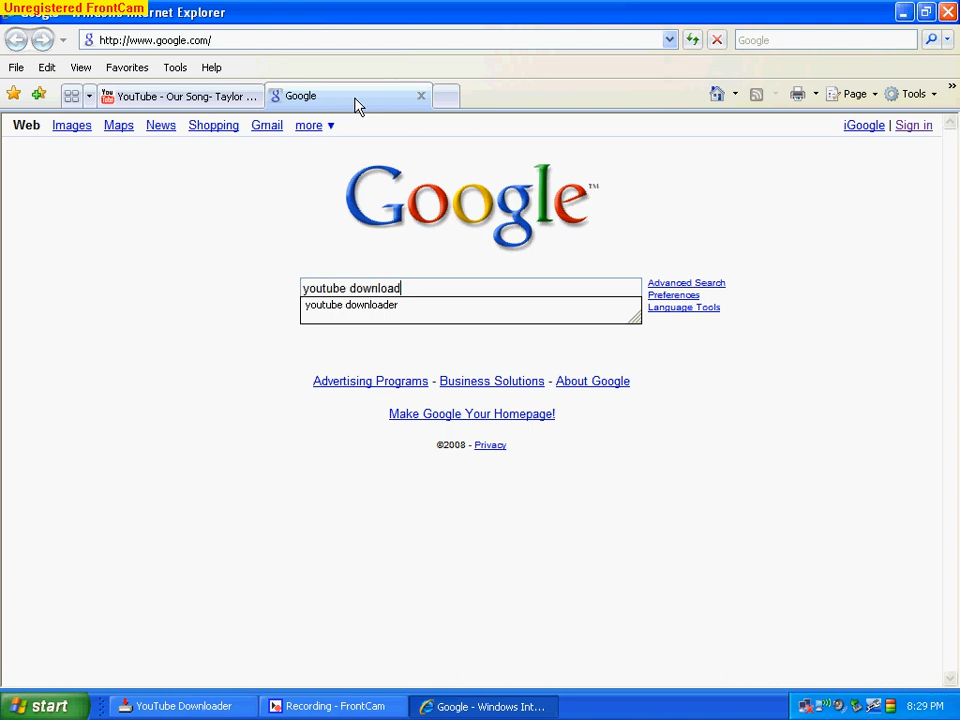 Unregistered FrontCam
Google - Windows Internet Explorer
http://www.google.com/
Google
File Edit View Favorites Tools Help
YouTube - Our Song- Taylor ...
Google
Page
Tools
Web Images Maps News Shopping Gmail more ▼
iGoogle | Sign in
Google™
youtube download
youtube downloader
Advanced Search
Preferences
Language Tools
Advertising Programs - Business Solutions - About Google
Make Google Your Homepage!
©2008 - Privacy
start
YouTube Downloader
Recording - FrontCam
Google - Windows Int...
8:29 PM